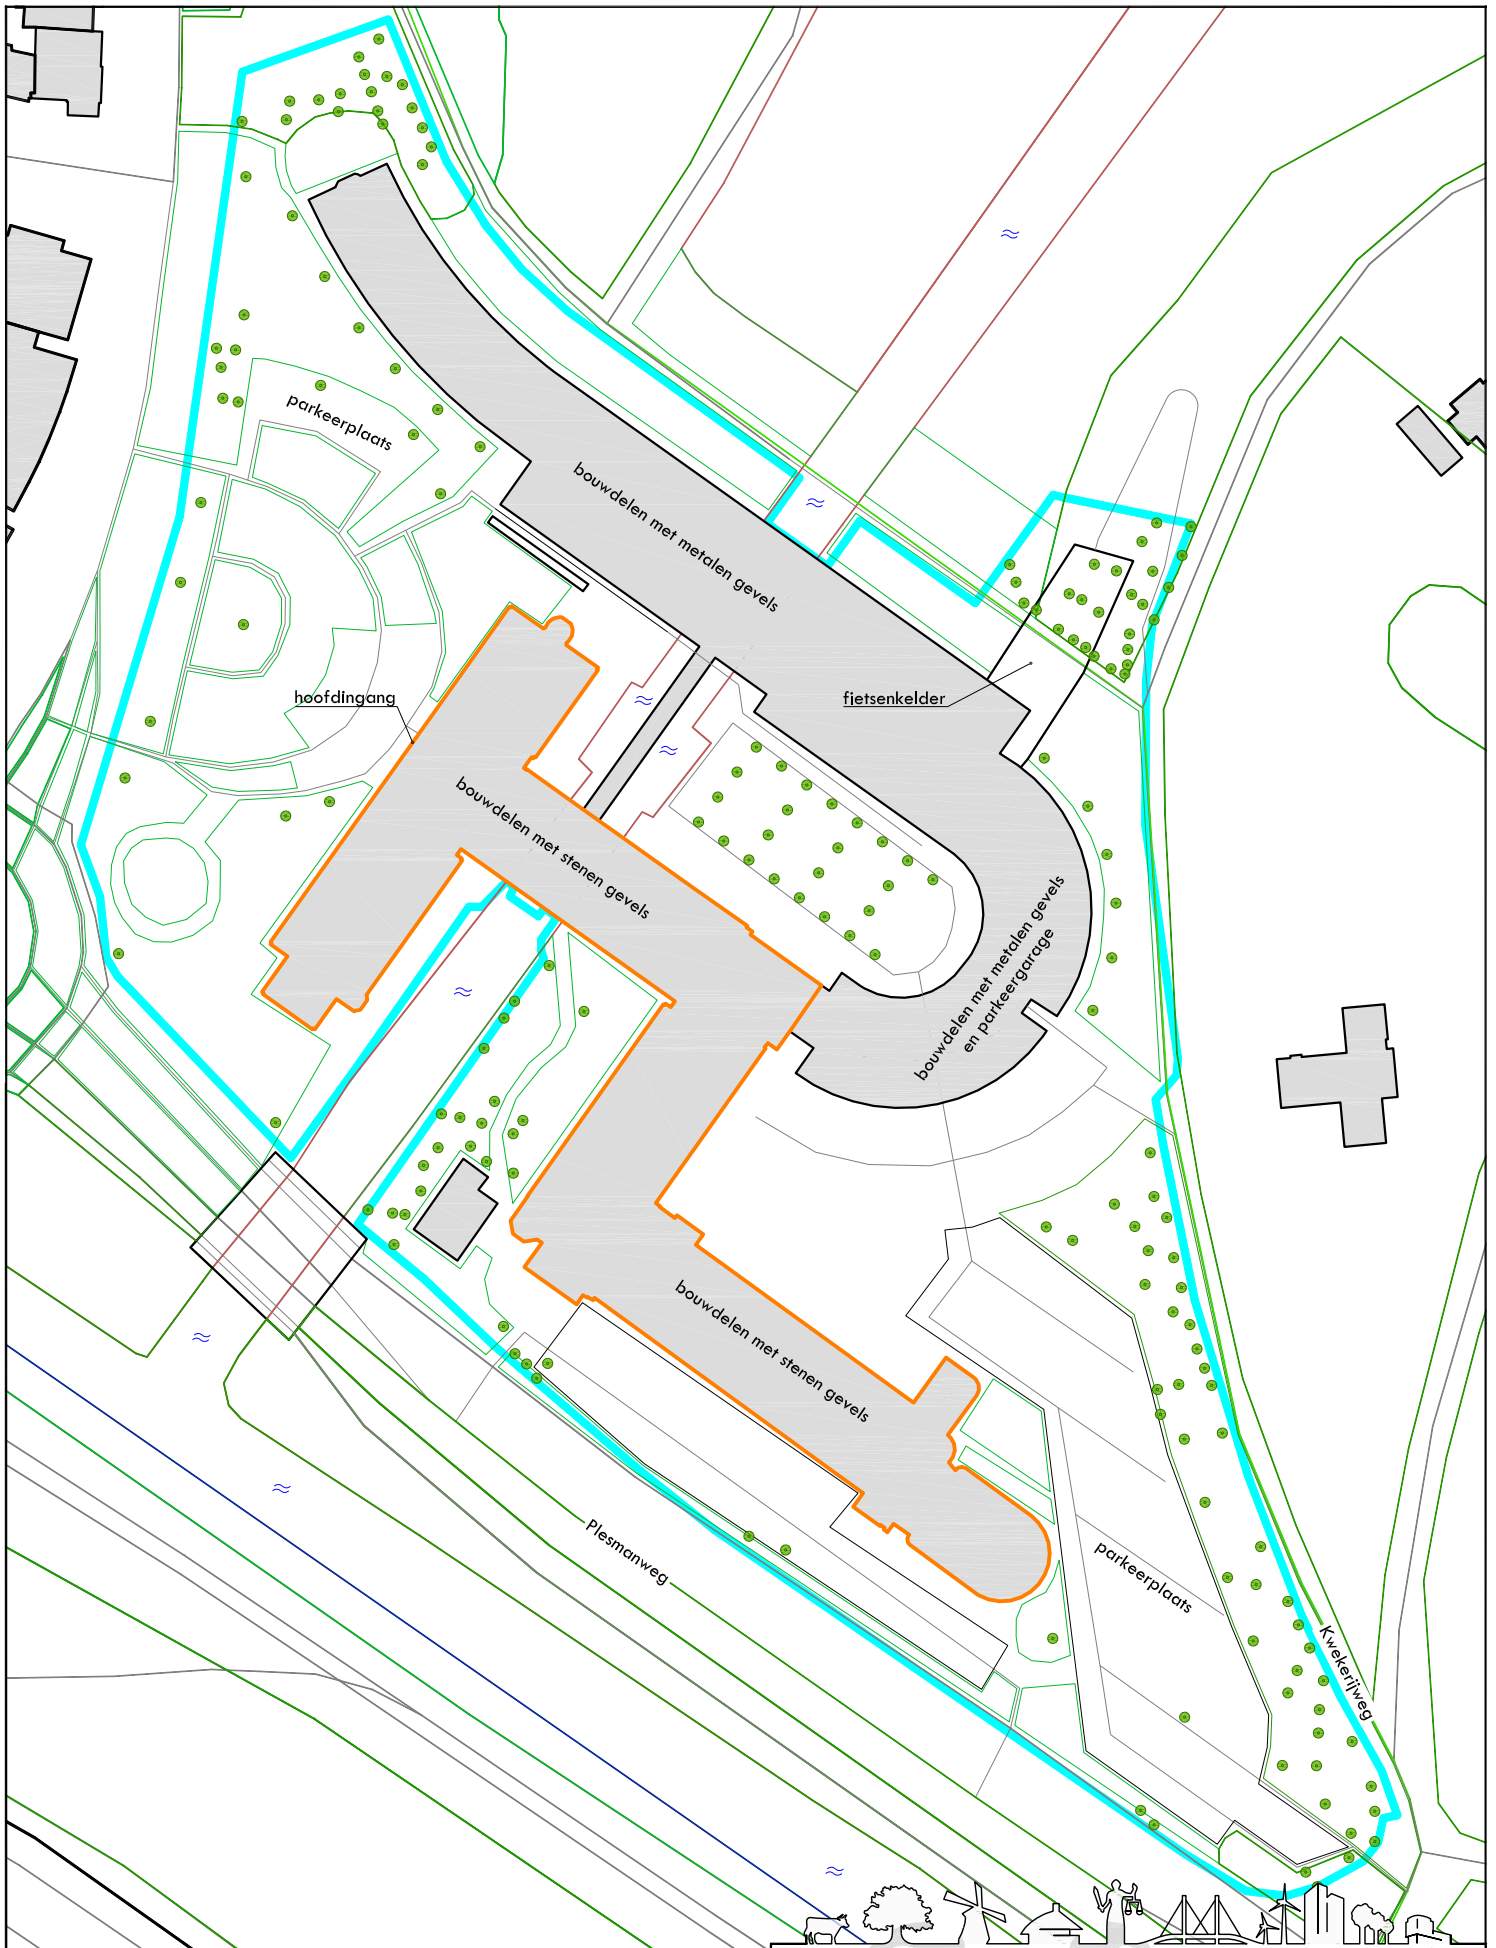 parkeerplaats
bouwdelen met metalen gevels
hoofdingang
fietsenkelder
bouwdelen met stenen gevels
bouwdelen met metalen gevels
en parkeergarage
bouwdelen met stenen gevels
Plesmanweg
parkeerplaats
Kwekerijweg